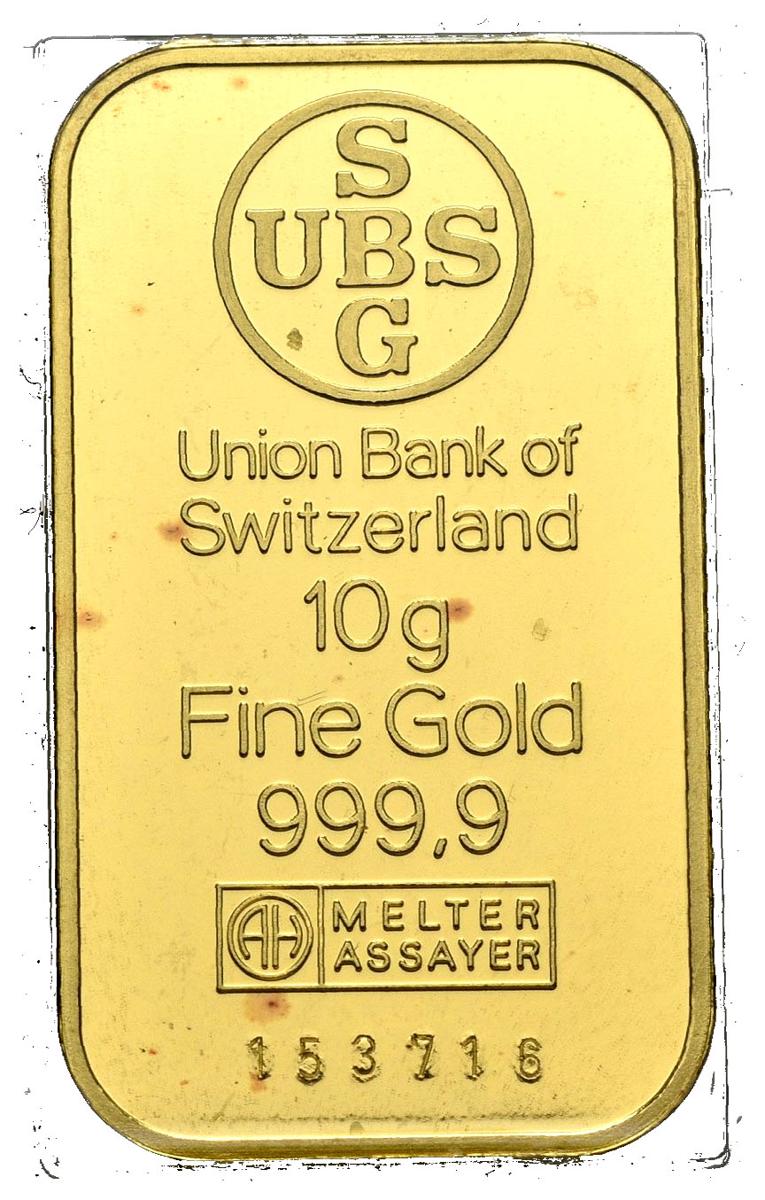 S
UBS
G
Union Bank of
Switzerland
10g
Fine Gold
999,9
AH
MELTER
ASSAYER
153716